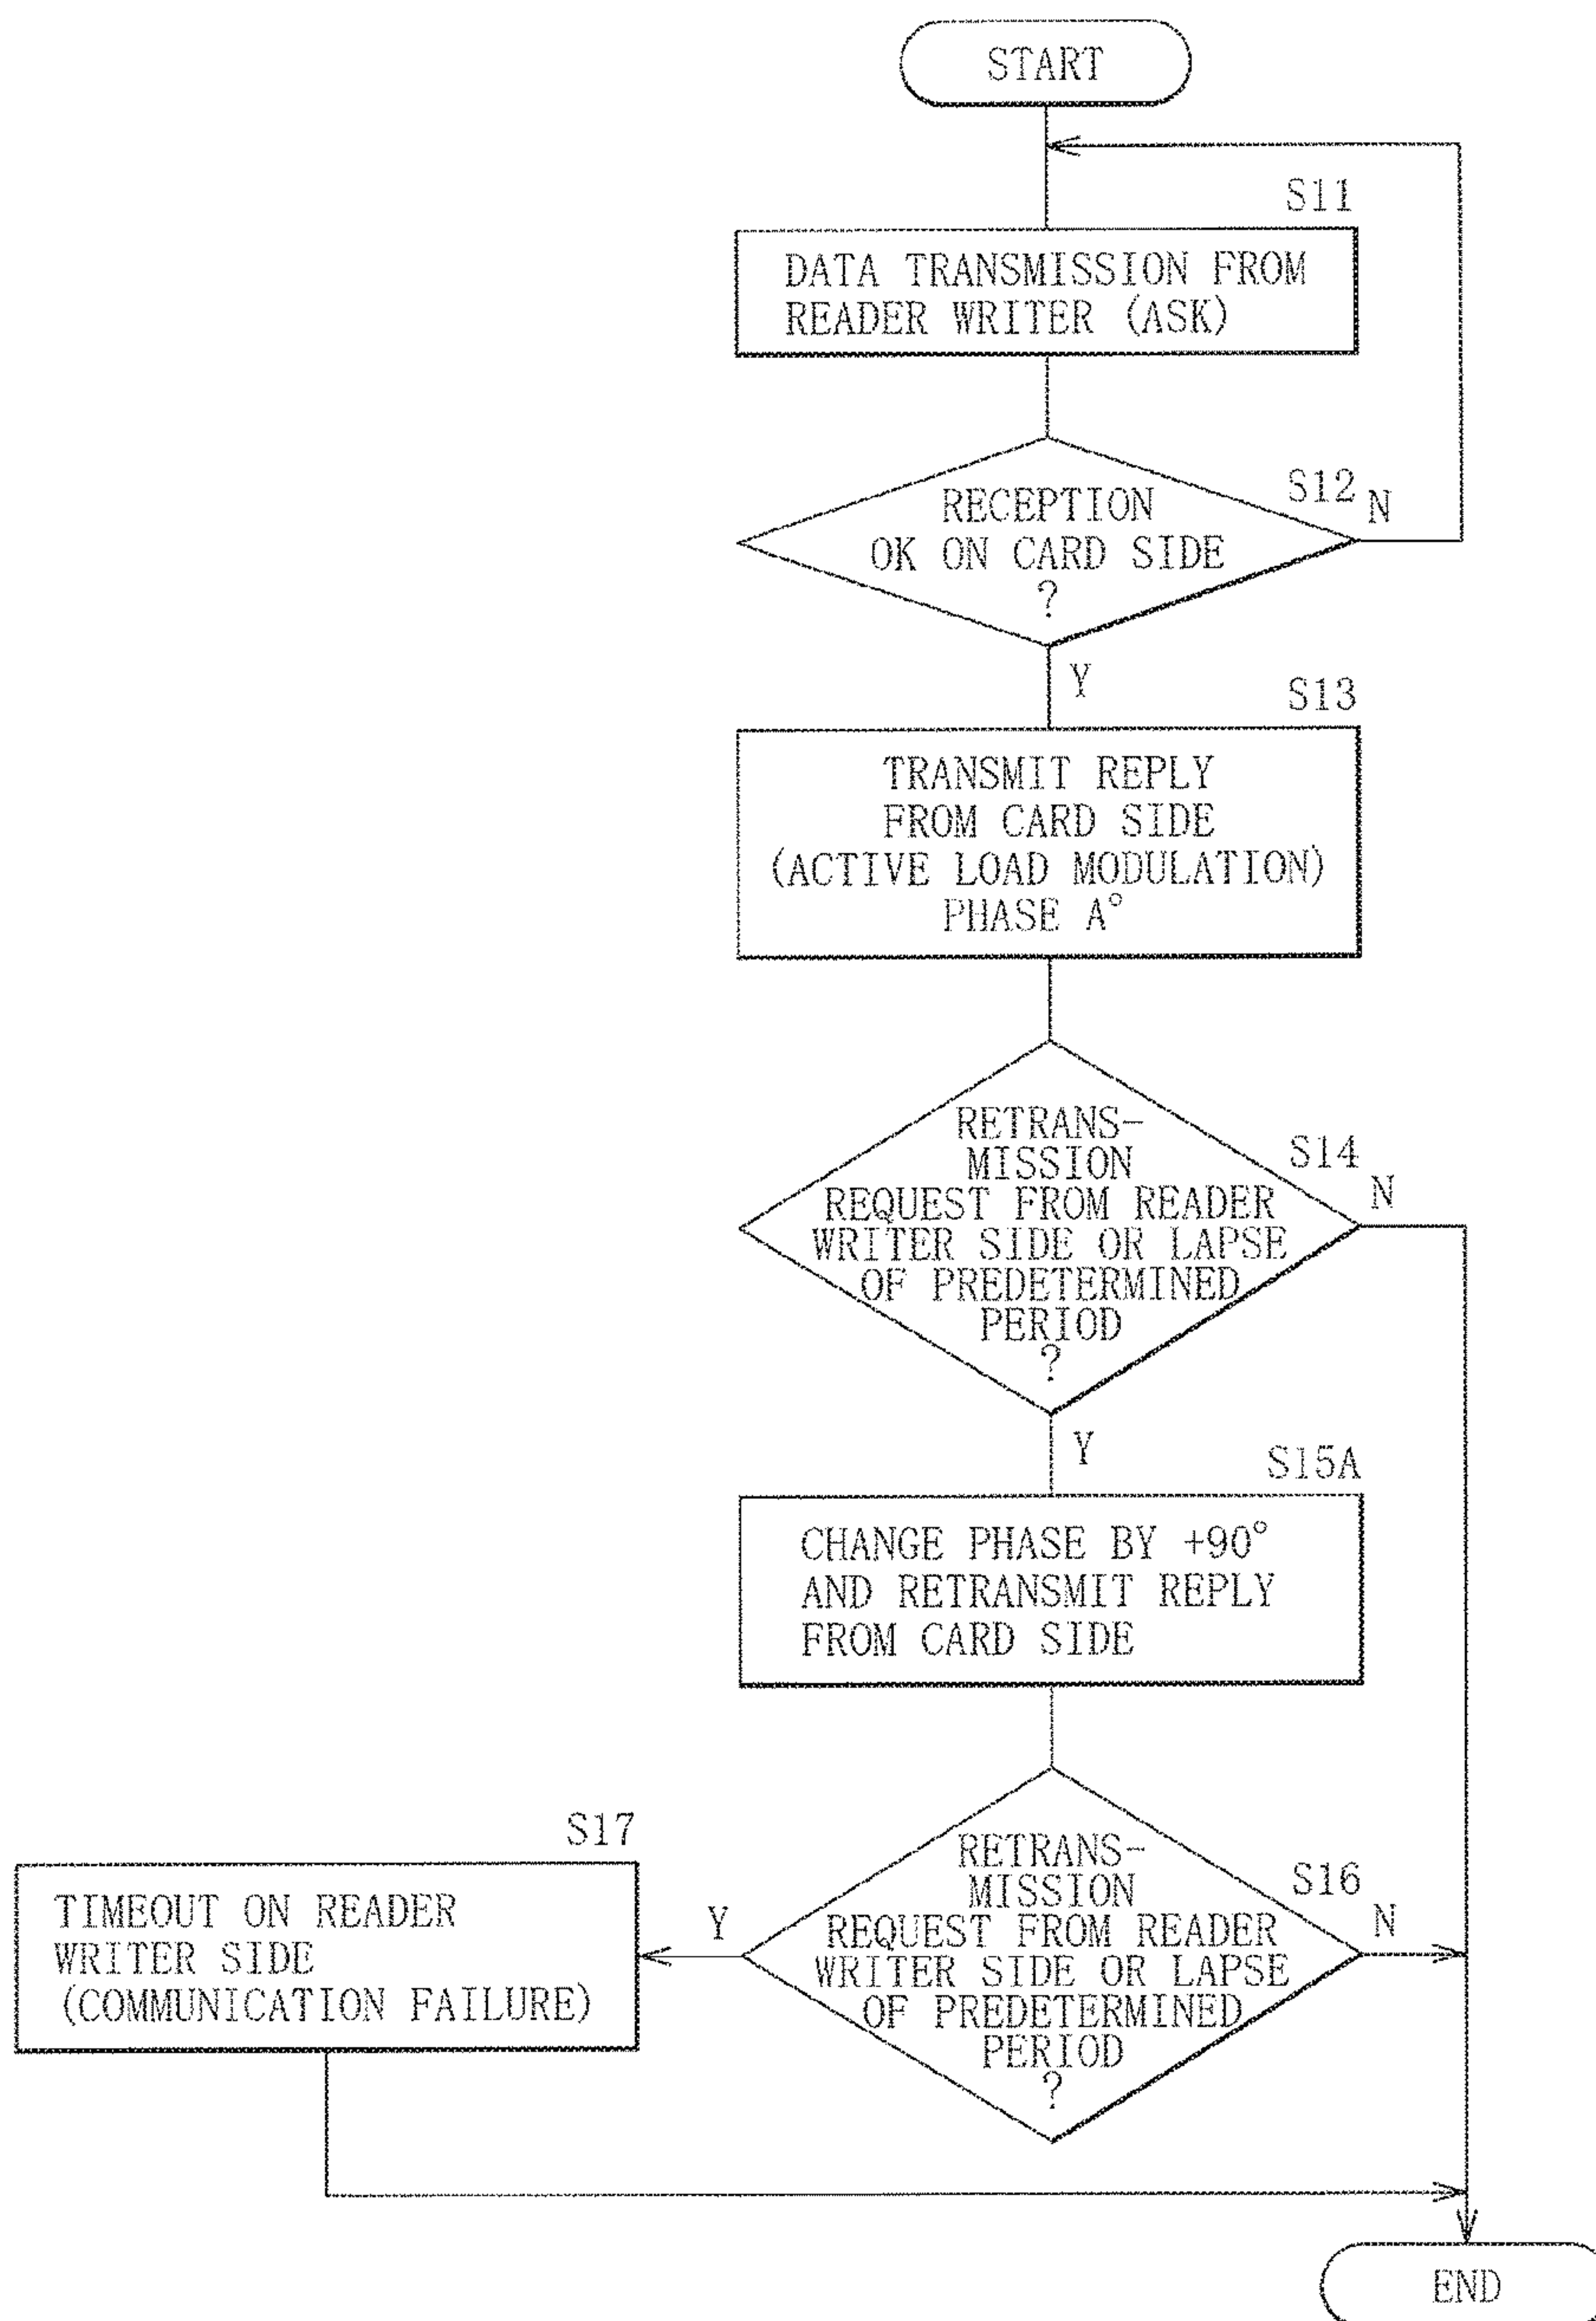 START
S11
DATA TRANSMISSION FROM
READER WRITER (ASK)
S12
N
RECEPTION
OK ON CARD SIDE
?
Y
S13
TRANSMIT REPLY
FROM CARD SIDE
(ACTIVE LOAD MODULATION)
PHASE A°
S14
N
RETRANS-
MISSION
REQUEST FROM READER
WRITER SIDE OR LAPSE
OF PREDETERMINED
PERIOD
?
Y
S15A
CHANGE PHASE BY +90°
AND RETRANSMIT REPLY
FROM CARD SIDE
S16
N
RETRANS-
MISSION
REQUEST FROM READER
WRITER SIDE OR LAPSE
OF PREDETERMINED
PERIOD
?
Y
S17
TIMEOUT ON READER
WRITER SIDE
(COMMUNICATION FAILURE)
END